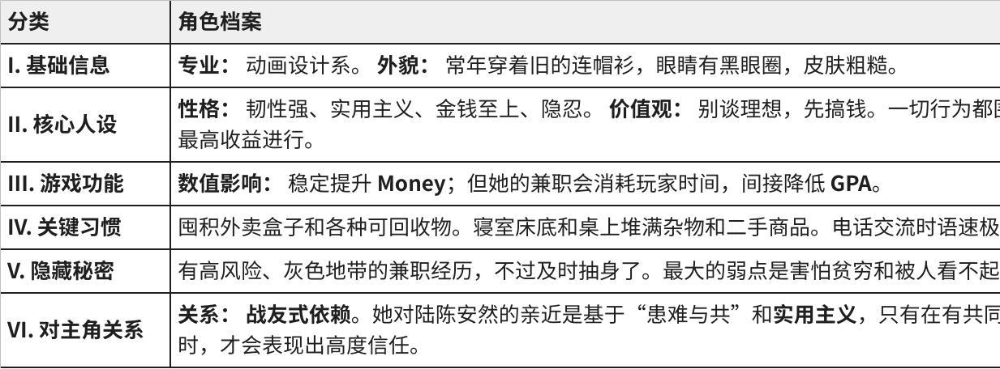 分类 角色档案
I. 基础信息 专业： 动画设计系。 外貌： 常年穿着旧的连帽衫，眼睛有黑眼圈，皮肤粗糙。
II. 核心人设 性格： 韧性强、实用主义、金钱至上、隐忍。 价值观： 别谈理想，先搞钱。一切行为都
最高收益进行。
III. 游戏功能 数值影响： 稳定提升 Money；但她的兼职会消耗玩家时间，间接降低 GPA。
IV. 关键习惯 囤积外卖盒子和各种可回收物。寝室床底和桌上堆满杂物和二手商品。电话交流时语速极
V. 隐藏秘密 有高风险、灰色地带的兼职经历，不过及时抽身了。最大的弱点是害怕贫穷和被人看不起
VI. 对主角关系 关系： 战友式依赖。她对陆陈安然的亲近是基于“患难与共”和实用主义，只有在有共同
时，才会表现出高度信任。